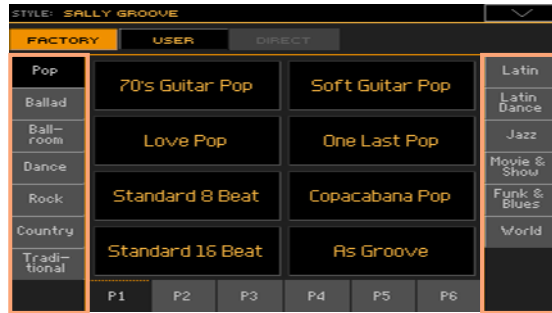 STYLE: SALLY GROOVE
FACTORY USER DIRECT
Pop
Ballad
Ball-
room
Dance
Rock
Country
Tradi-
tional
70's Guitar Pop
Soft Guitar Pop
Love Pop
One Last Pop
Standard 8 Beat
Copacabana Pop
Standard 16 Beat
As Groove
Latin
Latin
Dance
Jazz
Movie &
Show
Funk &
Blues
World
P1 P2 P3 P4 P5 P6